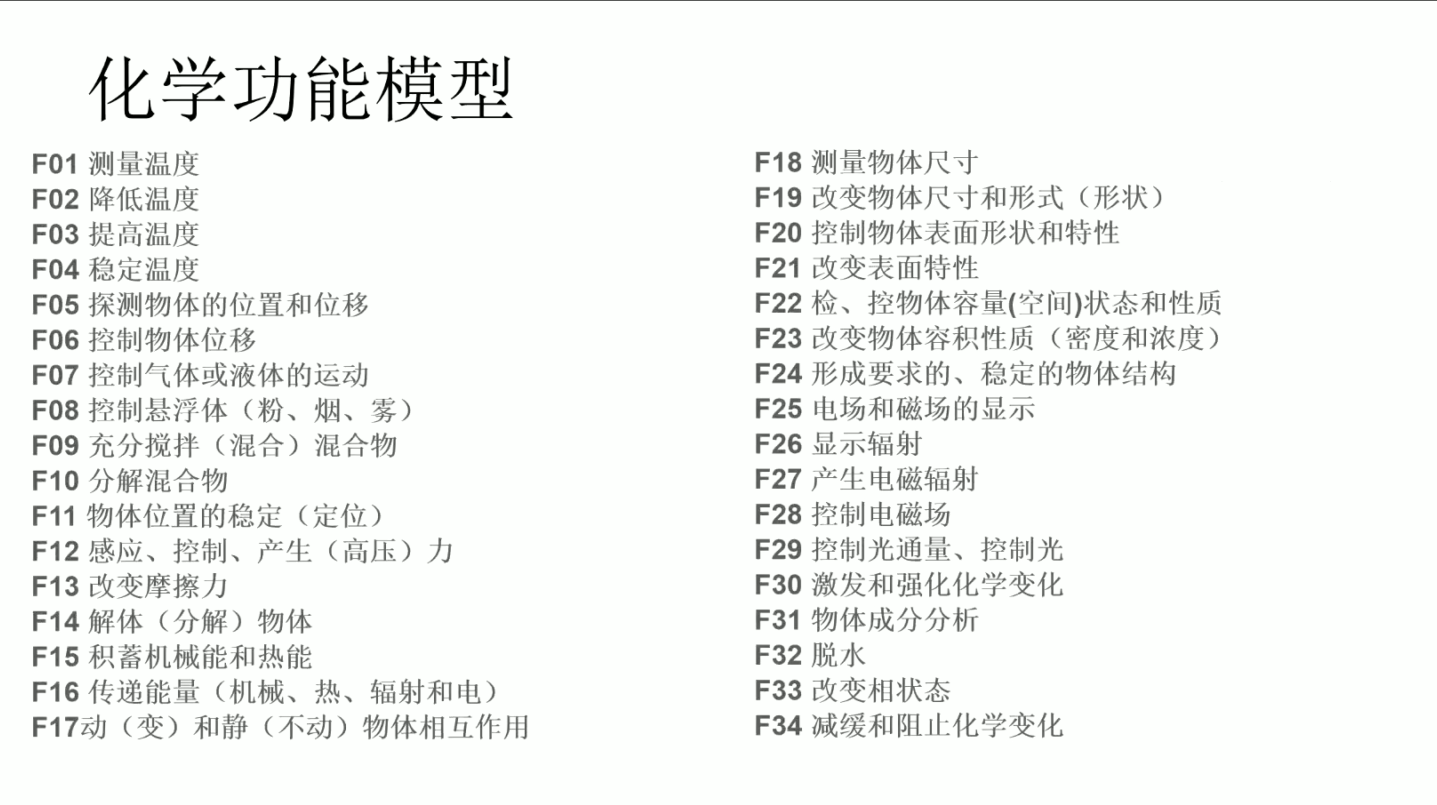 化学功能模型
F01 测量温度
F02 降低温度
F03 提高温度
F04 稳定温度
F05 探测物体的位置和位移
F06 控制物体位移
F07 控制气体或液体的运动
F08 控制悬浮体（粉、烟、雾）
F09 充分搅拌（混合）混合物
F10 分解混合物
F11 物体位置的稳定（定位）
F12 感应、控制、产生（高压）力
F13 改变摩擦力
F14 解体（分解）物体
F15 积蓄机械能和热能
F16 传递能量（机械、热、辐射和电）
F17动（变）和静（不动）物体相互作用
F18 测量物体尺寸
F19 改变物体尺寸和形式（形状）
F20 控制物体表面形状和特性
F21 改变表面特性
F22 检、控物体容量(空间)状态和性质
F23 改变物体容积性质（密度和浓度）
F24 形成要求的、稳定的物体结构
F25 电场和磁场的显示
F26 显示辐射
F27 产生电磁辐射
F28 控制电磁场
F29 控制光通量、控制光
F30 激发和强化化学变化
F31 物体成分分析
F32 脱水
F33 改变相状态
F34 减缓和阻止化学变化